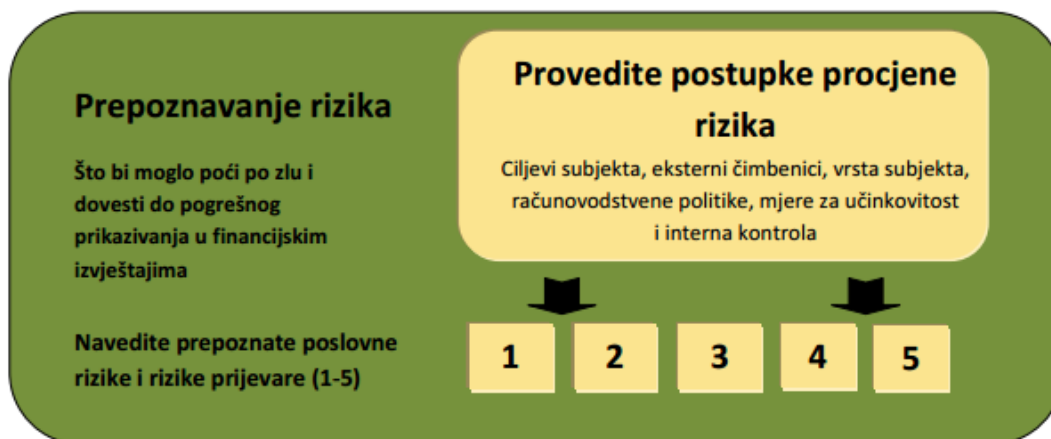 Prepoznavanje rizika
Što bi moglo poći po zlu i
dovesti do pogrešnog
prikazivanja u financijskim
izvještajima
Provedite postupke procjene
rizika
Ciljevi subjekta, eksterni čimbenici, vrsta subjekta,
računovodstvene politike, mjere za učinkovitost
i interna kontrola
Navedite prepoznate poslovne
rizike i rizike prijevare (1-5)
1 2 3 4 5